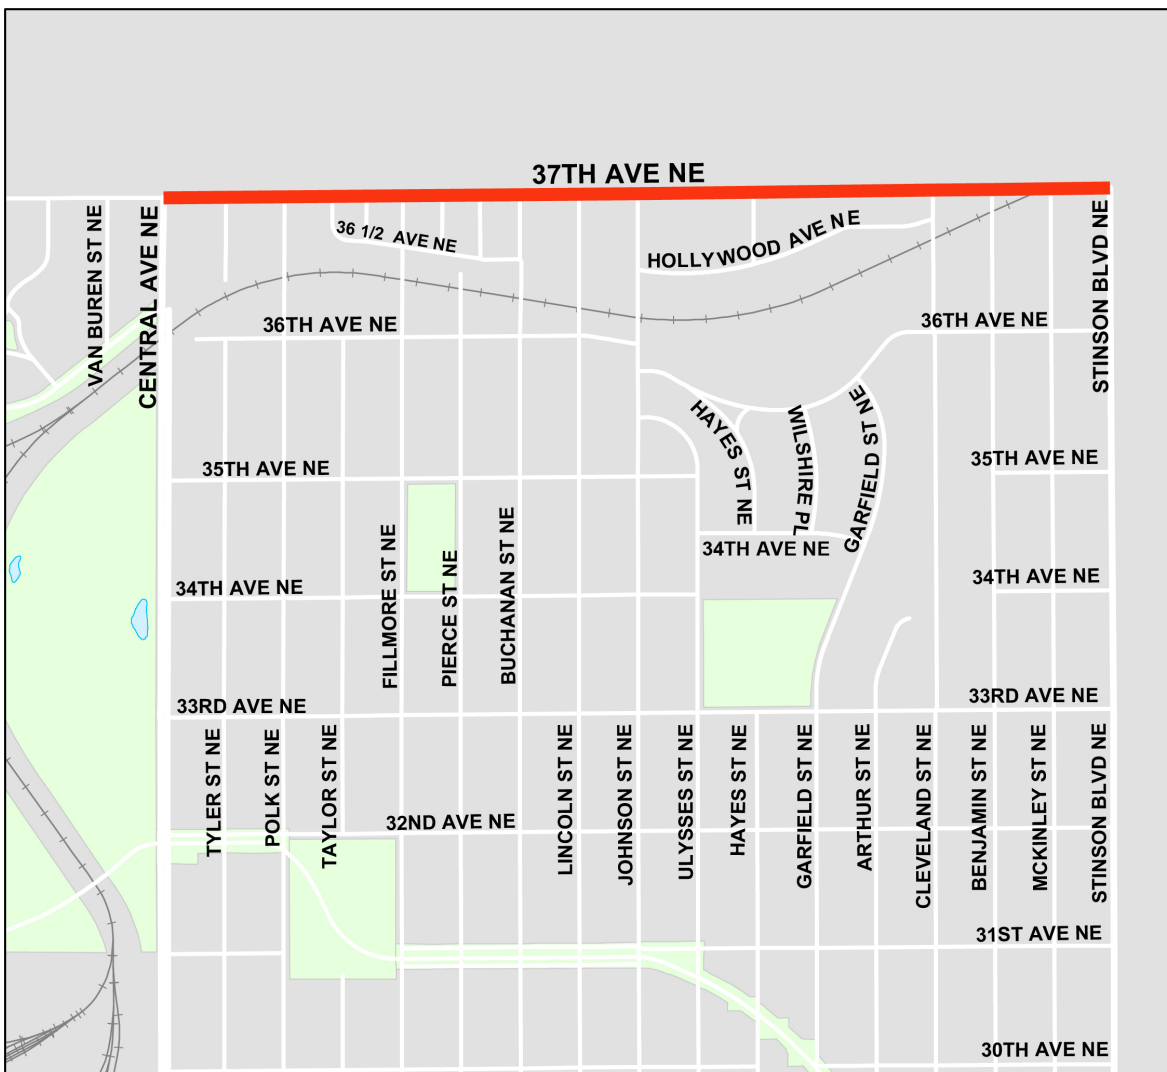 37TH AVE NE
VAN BUREN ST NE
CENTRAL AVE NE
36 1/2 AVE NE
HOLLYWOOD AVE NE
STINSON BLVD NE
36TH AVE NE
36TH AVE NE
HAYES ST NE
WILSHIRE PL
GARFIELD ST NE
35TH AVE NE
35TH AVE NE
FILLMORE ST NE
PIERCE ST NE
BUCHANAN ST NE
34TH AVE NE
34TH AVE NE
34TH AVE NE
33RD AVE NE
33RD AVE NE
TYLER ST NE
POLK ST NE
TAYLOR ST NE
LINCOLN ST NE
JOHNSON ST NE
ULYSSES ST NE
HAYES ST NE
GARFIELD ST NE
ARTHUR ST NE
CLEVELAND ST NE
BENJAMIN ST NE
MCKINLEY ST NE
STINSON BLVD NE
32ND AVE NE
31ST AVE NE
30TH AVE NE